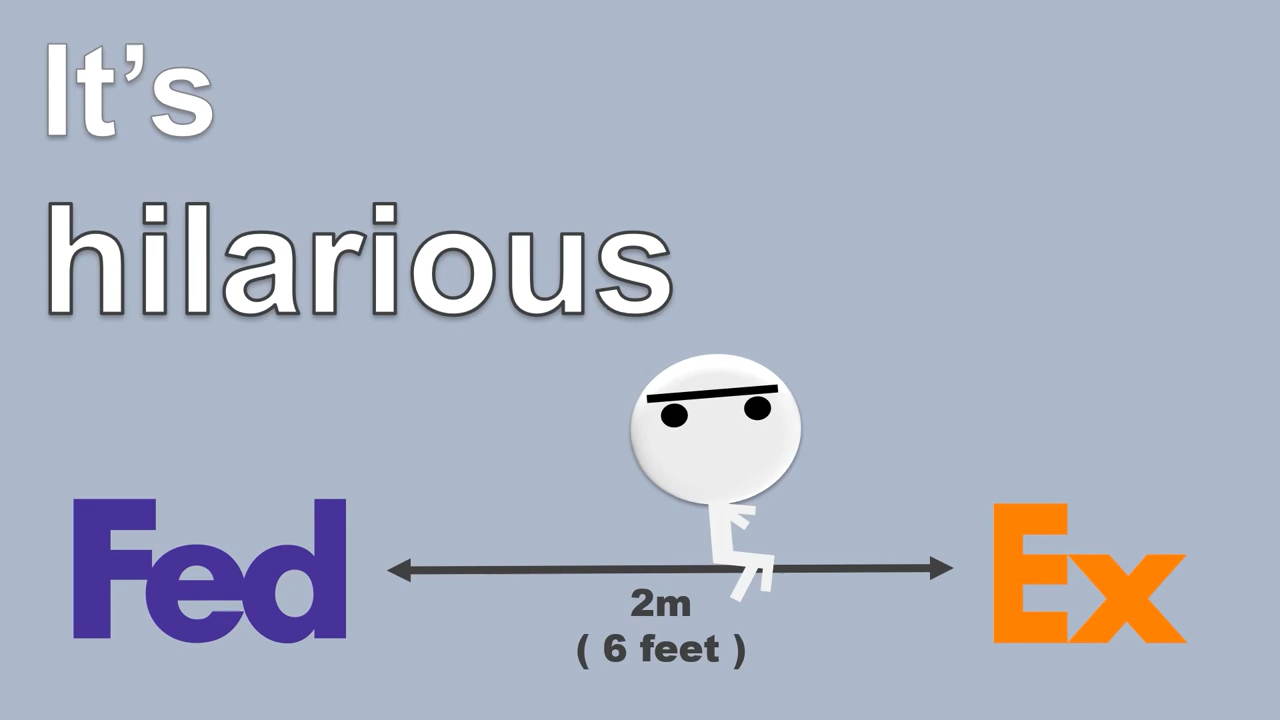 It’s
hilarious
Fed
Ex
2m
( 6 feet )